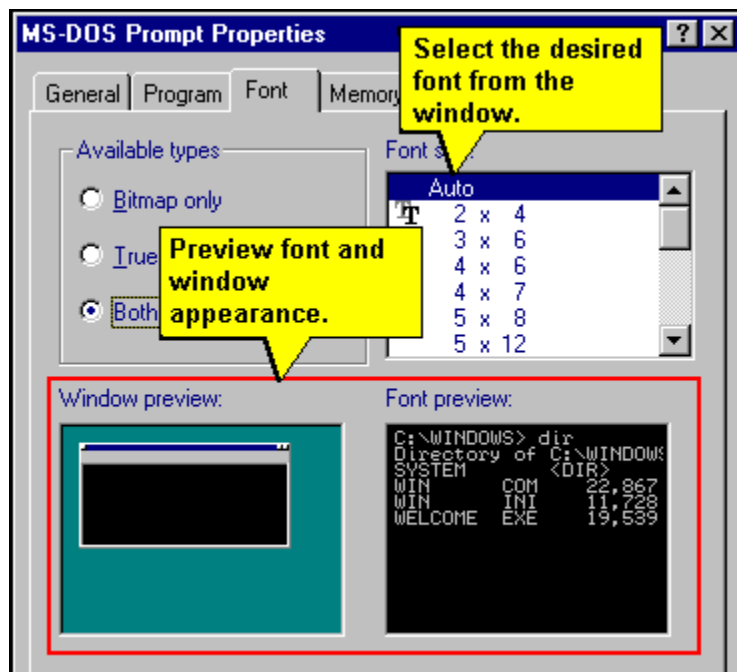 MS-DOS Prompt Properties
Select the desired
font from the
window.
General Program Font Memory
Available types
Font s
Bitmap only
True
Both
Auto
2 x 4
3 x 6
4 x 6
4 x 7
5 x 8
5 x 12
Preview font and
window
appearance.
Window preview:
Font preview:
C:\WINDOWS> dir
Directory of C:\WINDOWS
SYSTEM <DIR>
WIN COM 22,867
WIN INI 11,728
WELCOME EXE 19,539